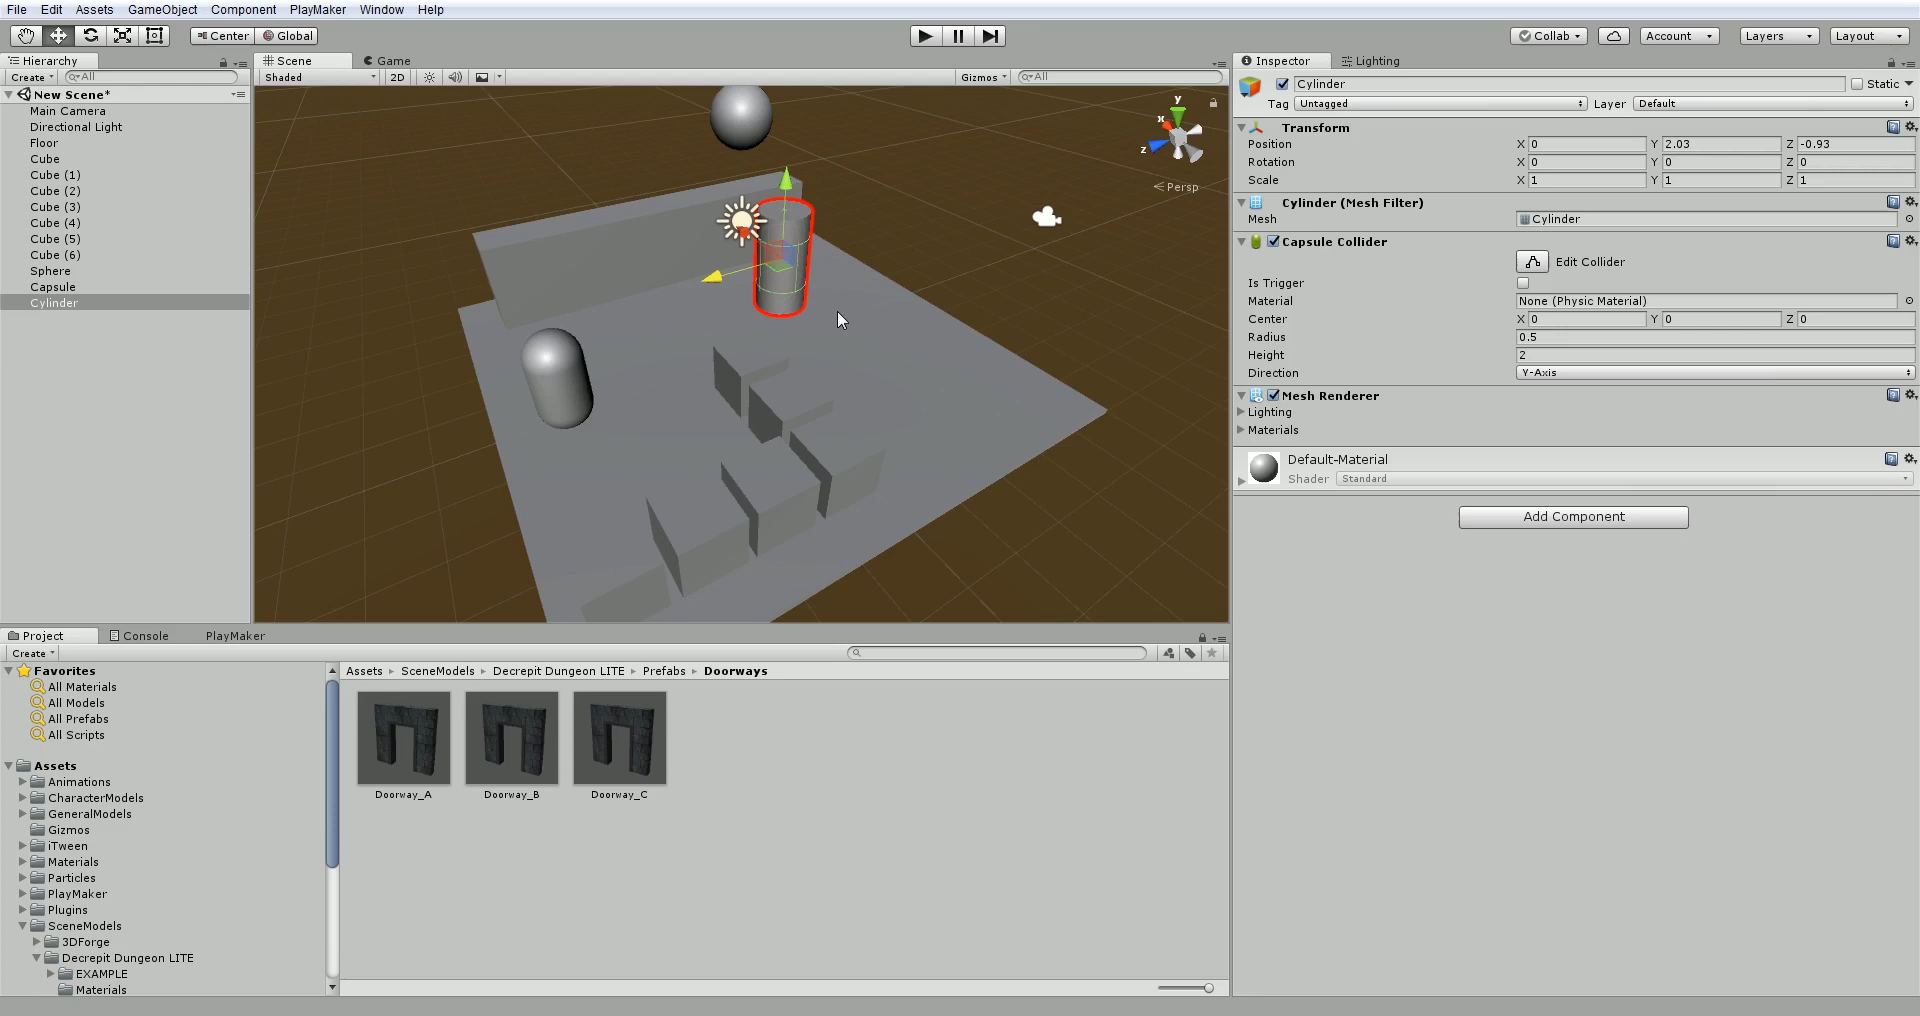 File Edit Assets GameObject Component PlayMaker Window Help
Center Global Collab Account Layers Layout
Hierarchy
Create All
New Scene*
Main Camera
Directional Light
Floor
Cube
Cube (1)
Cube (2)
Cube (3)
Cube (4)
Cube (5)
Cube (6)
Sphere
Capsule
Cylinder
Scene Game
Shaded 2D Gizmos All
y
x
z
Persp
Inspector Lighting
Cylinder Static
Tag Untagged Layer Default
Transform
Position X 0 Y 2.03 Z -0.93
Rotation X 0 Y 0 Z 0
Scale X 1 Y 1 Z 1
Cylinder (Mesh Filter)
Mesh Cylinder
Capsule Collider
Edit Collider
Is Trigger
Material None (Physic Material)
Center X 0 Y 0 Z 0
Radius 0.5
Height 2
Direction Y-Axis
Mesh Renderer
Lighting
Materials
Default-Material
Shader Standard
Add Component
Project Console PlayMaker
Create
Favorites
All Materials
All Models
All Prefabs
All Scripts
Assets
Animations
CharacterModels
GeneralModels
Gizmos
iTween
Materials
Particles
PlayMaker
Plugins
SceneModels
3DForge
Decrepit Dungeon LITE
EXAMPLE
Materials
Assets SceneModels Decrepit Dungeon LITE Prefabs Doorways
Doorway_A Doorway_B Doorway_C